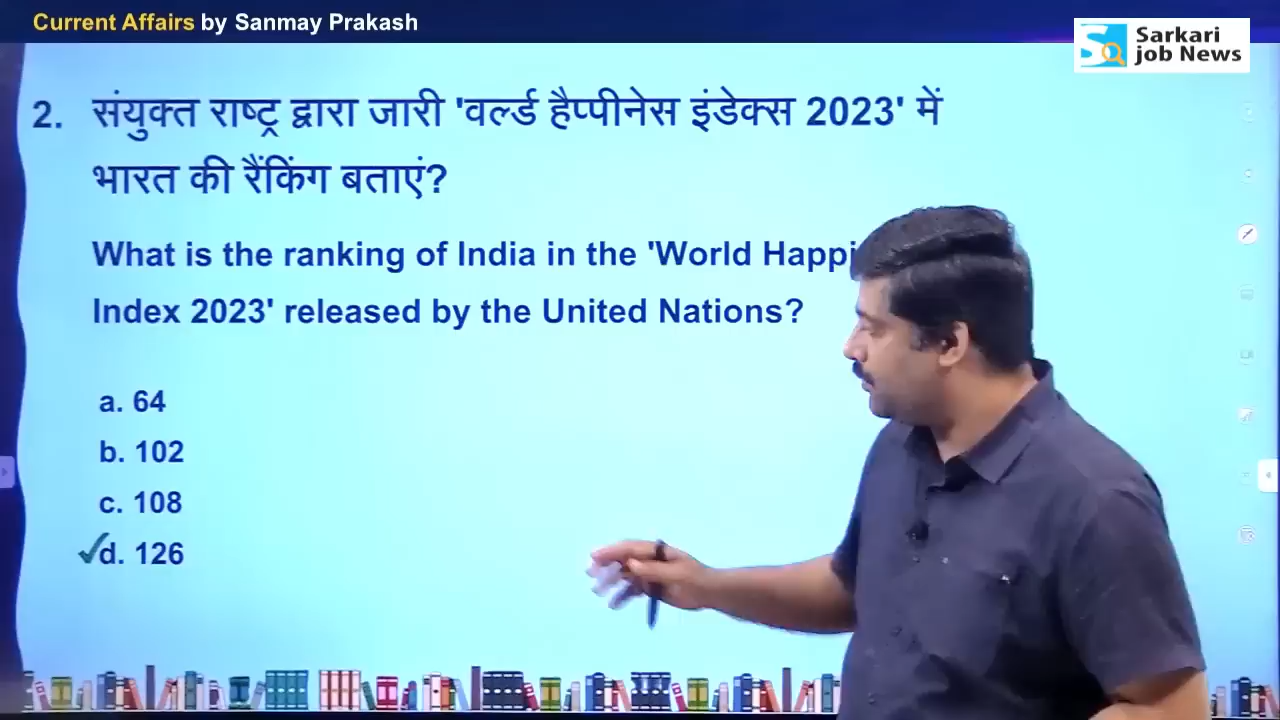 Current Affairs by Sanmay Prakash
Sarkari
job News
2. संयुक्त राष्ट्र द्वारा जारी 'वर्ल्ड हैप्पीनेस इंडेक्स 2023' में
भारत की रैंकिंग बताएं?
What is the ranking of India in the 'World Happi
Index 2023' released by the United Nations?
a. 64
b. 102
c. 108
d. 126